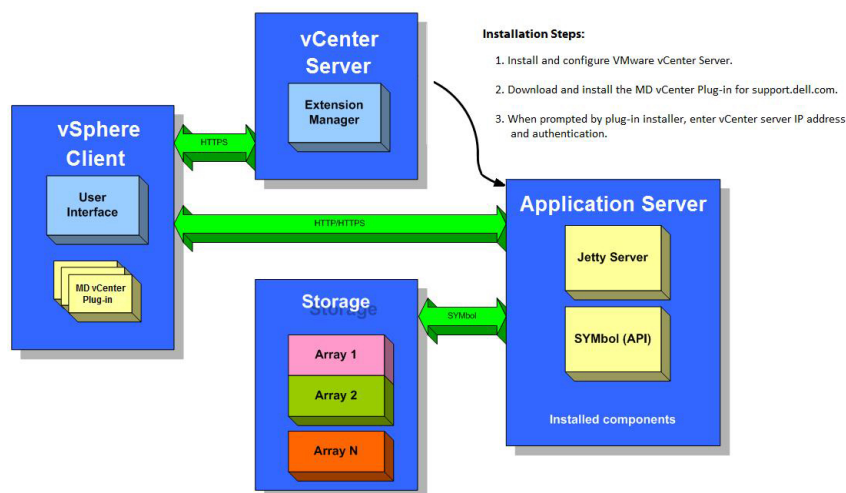 vCenter
Server
Extension
Manager
Installation Steps:
1. Install and configure VMware vCenter Server.
2. Download and install the MD vCenter Plug-in for support.dell.com.
3. When prompted by plug-in installer, enter vCenter server IP address
and authentication.
vSphere
Client
User
Interface
MD vCenter
Plug-in
HTTPS
HTTP/HTTPS
Application Server
Jetty Server
SYMbol (API)
Installed components
Storage
Storage
Array 1
Array 2
Array N
SYMbol